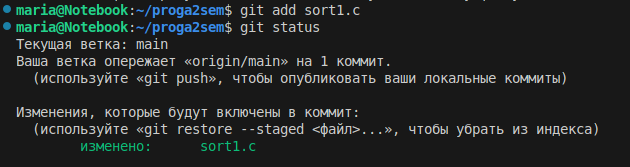 maria@Notebook:~/proga2sem$ git add sort1.c
maria@Notebook:~/proga2sem$ git status
Текущая ветка: main
Ваша ветка опережает «origin/main» на 1 коммит.
(используйте «git push», чтобы опубликовать ваши локальные коммиты)
Изменения, которые будут включены в коммит:
(используйте «git restore --staged <файл>...», чтобы убрать из индекса)
изменено:      sort1.c